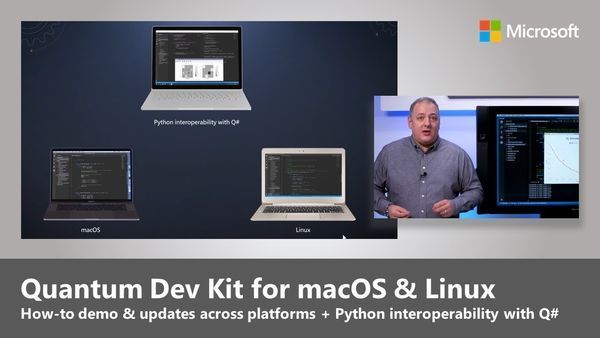 Microsoft
Python interoperability with Q#
macOS
Linux
Quantum Dev Kit for macOS & Linux
How-to demo & updates across platforms + Python interoperability with Q#